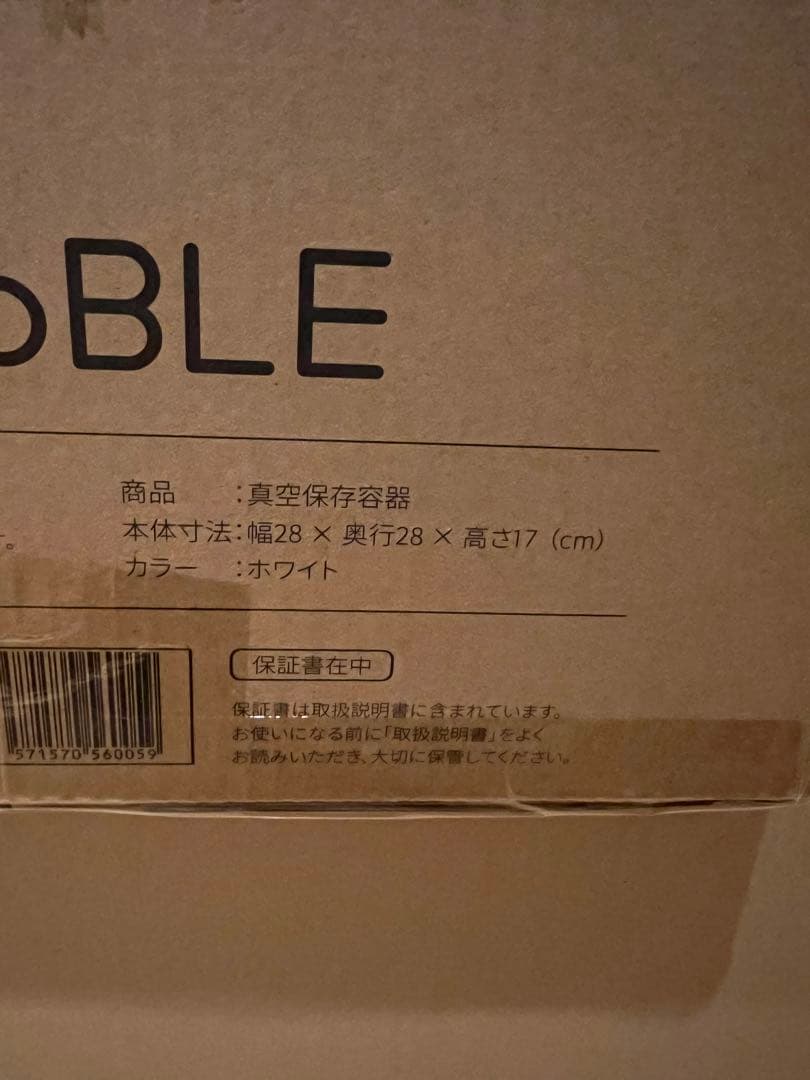 oBLE
商品 :真空保存容器
本体寸法:幅28 × 奥行28 × 高さ17 (cm)
す。
カラー :ホワイト
571570 560059
保証書在中
保証書は取扱説明書に含まれています。
お使いになる前に「取扱説明書」をよく
お読みいただき、大切に保管してください。